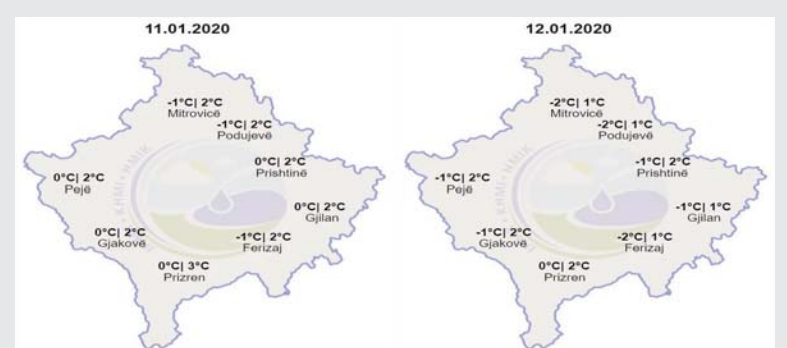 11.01.2020
-1°C| 2°C
Mitrovicë
-1°C| 2°C
Podujevë
0°C| 2°C
Prishtinë
0°C| 2°C
Pejë
0°C| 2°C
Gjilan
0°C| 2°C
Gjakovë
-1°C| 2°C
Ferizaj
0°C| 3°C
Prizren
12.01.2020
-2°C| 1°C
Mitrovicë
-2°C| 1°C
Podujevë
-1°C| 2°C
Prishtinë
-1°C| 2°C
Pejë
-1°C| 1°C
Gjilan
-1°C| 2°C
Gjakovë
-2°C| 1°C
Ferizaj
0°C| 2°C
Prizren